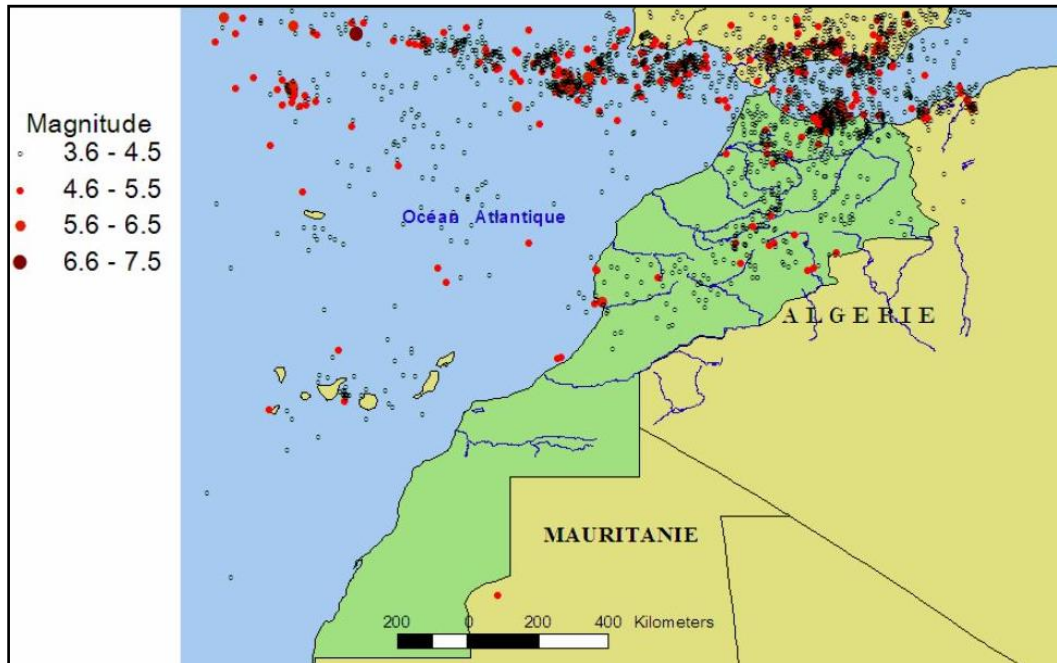 Magnitude
3.6 - 4.5
4.6 - 5.5
5.6 - 6.5
6.6 - 7.5
Océan Atlantique
ALGERIE
MAURITANIE
200 0 200 400 Kilometers